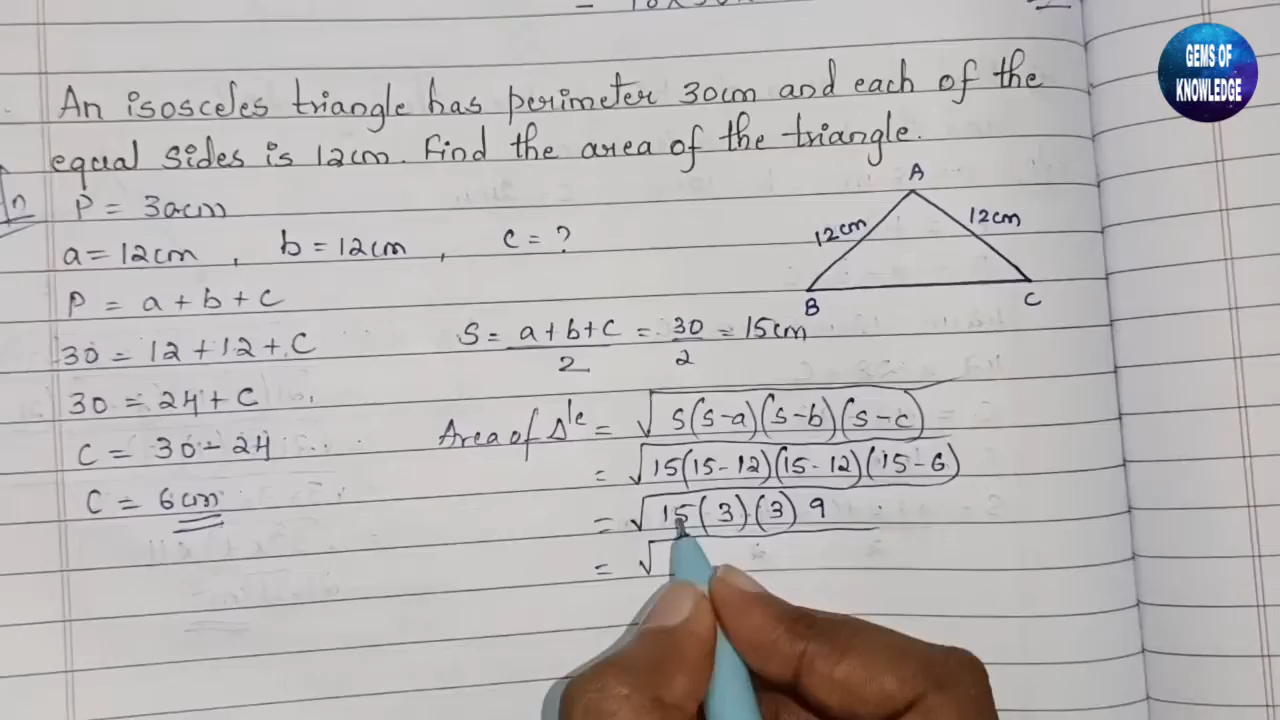 GEMS OF
KNOWLEDGE
An isosceles triangle has perimeter 30cm and each of the
equal sides is 12cm. Find the area of the triangle.
P = 30cm
a = 12cm , b = 12cm , c = ?
P = a + b + c
30 = 12 + 12 + C
30 = 24 + C
C = 30 - 24
C = 6cm
A
12cm 12cm
B C
S = a + b + c / 2 = 30 / 2 = 15cm
Area of Δle = √S(S-a)(S-b)(S-c)
= √15(15-12)(15-12)(15-6)
= √15(3)(3) 9
= √